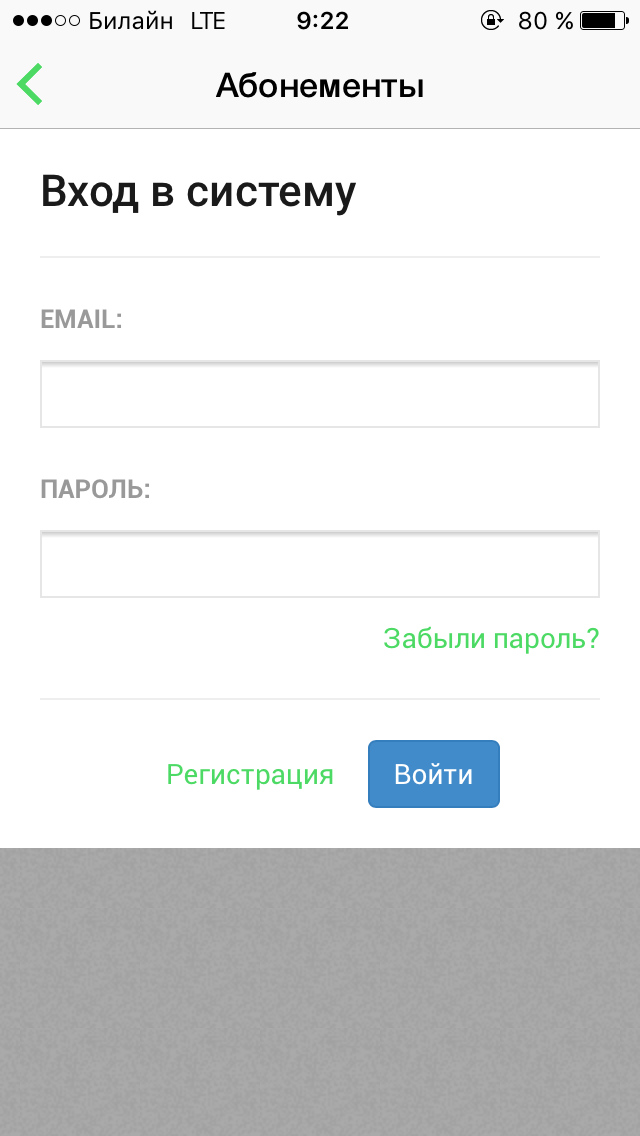 Билайн LTE 9:22 80 %
Абонементы
Вход в систему
EMAIL:
ПАРОЛЬ:
Забыли пароль?
Регистрация Войти